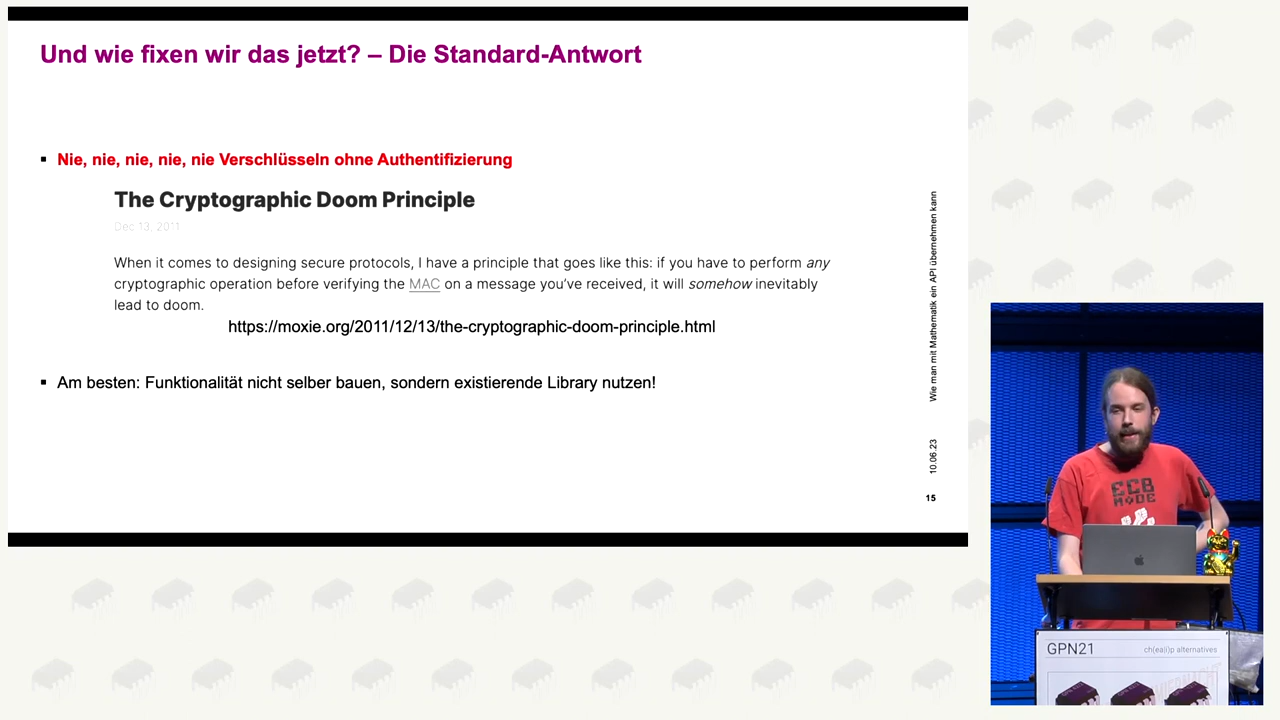 Und wie fixen wir das jetzt? – Die Standard-Antwort
▪ Nie, nie, nie, nie, nie Verschlüsseln ohne Authentifizierung
The Cryptographic Doom Principle
Dec 13, 2011
When it comes to designing secure protocols, I have a principle that goes like this: if you have to perform any
cryptographic operation before verifying the MAC on a message you've received, it will somehow inevitably
lead to doom.
https://moxie.org/2011/12/13/the-cryptographic-doom-principle.html
▪ Am besten: Funktionalität nicht selber bauen, sondern existierende Library nutzen!
Wie man mit Mathematik ein API übernehmen kann
10.06.23
15
ECB
MODE
GPN21
ch(ea(i)p alternatives